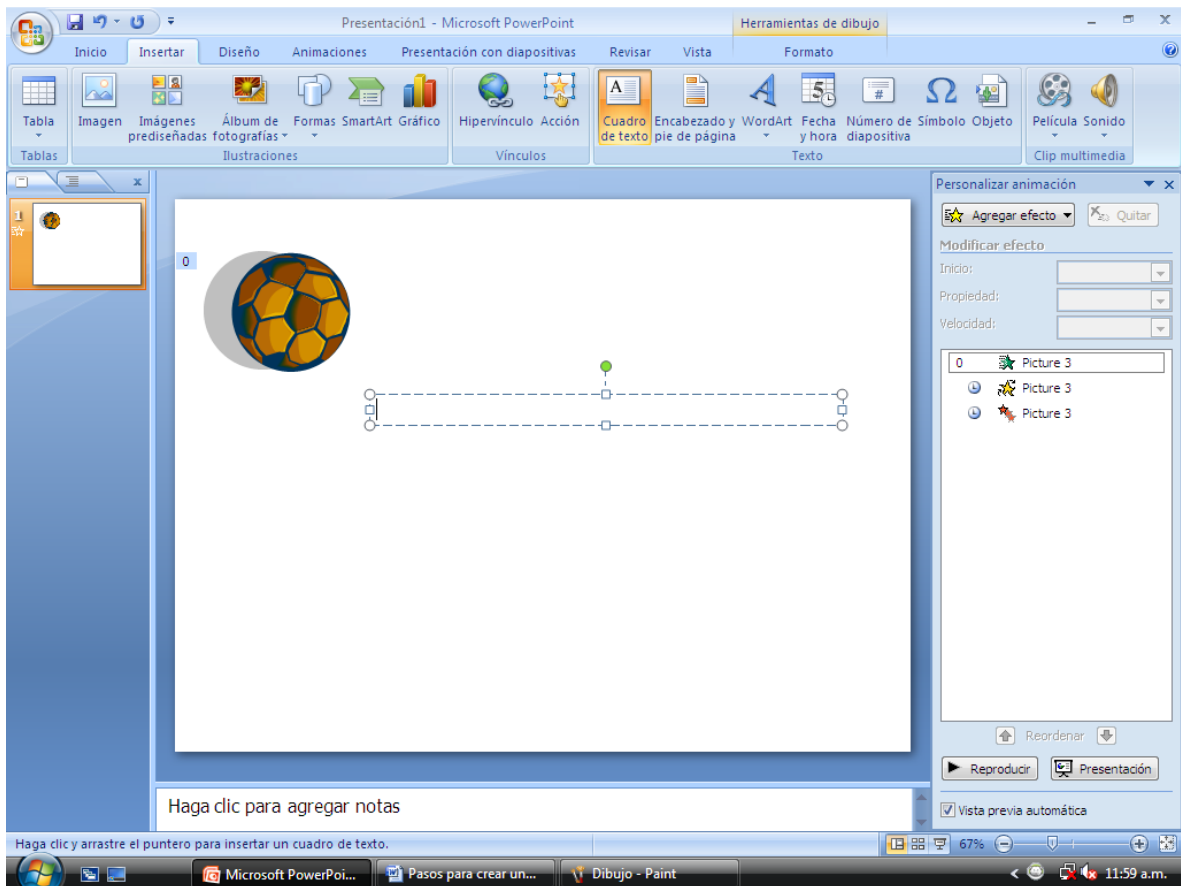 Presentación1 - Microsoft PowerPoint
Herramientas de dibujo
Inicio Insertar Diseño Animaciones Presentación con diapositivas Revisar Vista Formato
Tabla
Imagen
Imágenes prediseñadas
Álbum de fotografías
Formas
SmartArt
Gráfico
Hipervínculo
Acción
A
Cuadro de texto
Encabezado y pie de página
A
WordArt
5
Fecha y hora
#
Número de diapositiva
Ω
Símbolo
Objeto
Película
Sonido
Tablas
Ilustraciones
Vínculos
Texto
Clip multimedia
1
0
Personalizar animación
Agregar efecto
Quitar
Modificar efecto
Inicio:
Propiedad:
Velocidad:
0 Picture 3
Picture 3
Picture 3
Reordenar
Reproducir
Presentación
Vista previa automática
Haga clic para agregar notas
Haga clic y arrastre el puntero para insertar un cuadro de texto.
67%
Microsoft PowerPoi...
Pasos para crear un...
Dibujo - Paint
11:59 a.m.